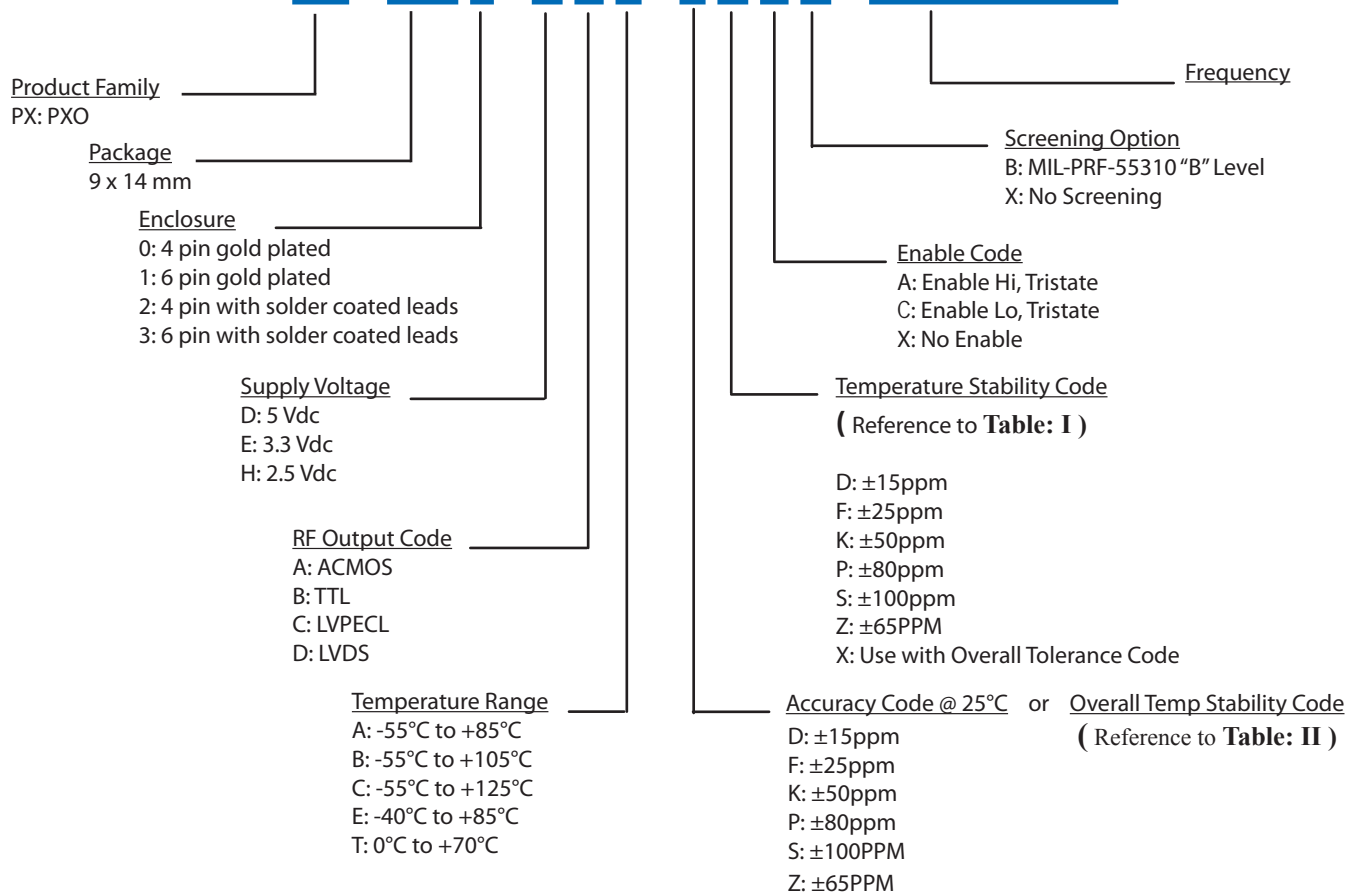 Product Family
PX: PXO
Package
9 x 14 mm
Enclosure
0: 4 pin gold plated
1: 6 pin gold plated
2: 4 pin with solder coated leads
3: 6 pin with solder coated leads
Supply Voltage
D: 5 Vdc
E: 3.3 Vdc
H: 2.5 Vdc
RF Output Code
A: ACMOS
B: TTL
C: LVPECL
D: LVDS
Temperature Range
A: -55°C to +85°C
B: -55°C to +105°C
C: -55°C to +125°C
E: -40°C to +85°C
T: 0°C to +70°C
Frequency
Screening Option
B: MIL-PRF-55310 “B” Level
X: No Screening
Enable Code
A: Enable Hi, Tristate
C: Enable Lo, Tristate
X: No Enable
Temperature Stability Code
( Reference to Table: I )
D: ±15ppm
F: ±25ppm
K: ±50ppm
P: ±80ppm
S: ±100ppm
Z: ±65PPM
X: Use with Overall Tolerance Code
Accuracy Code @ 25°C or Overall Temp Stability Code
( Reference to Table: II )
D: ±15ppm
F: ±25ppm
K: ±50ppm
P: ±80ppm
S: ±100PPM
Z: ±65PPM